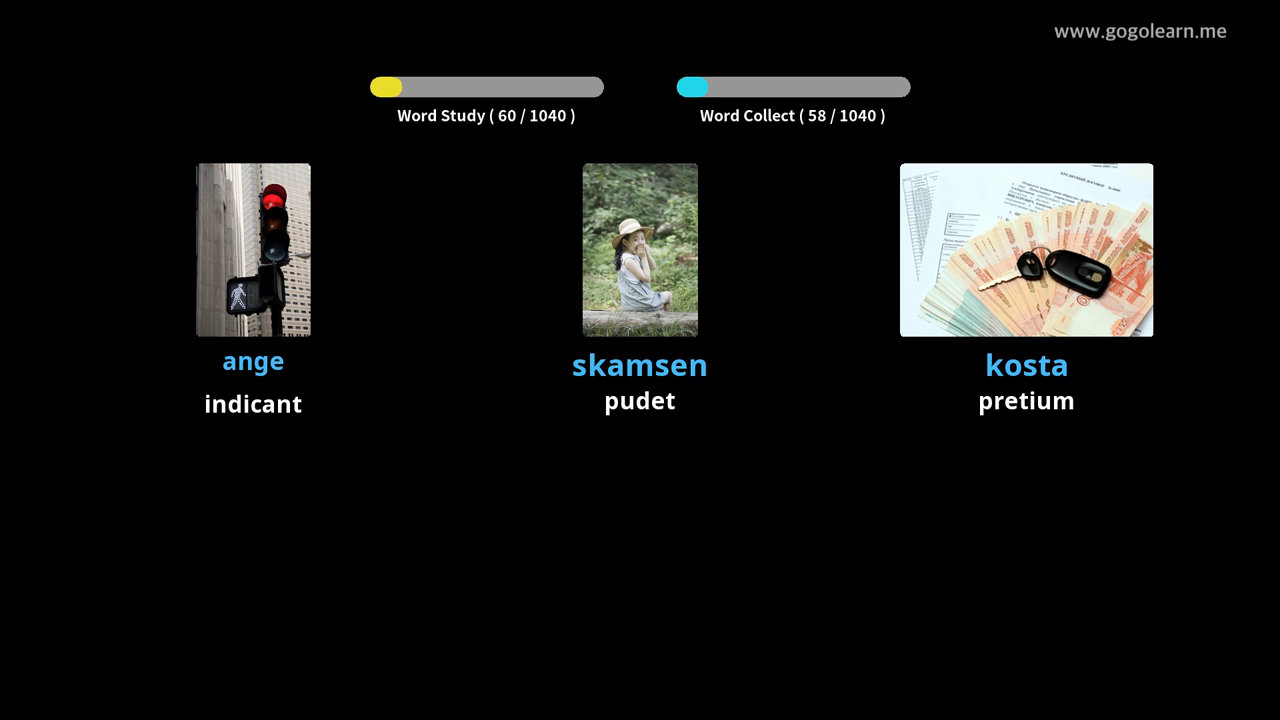 www.gogolearn.me
Word Study ( 60 / 1040 )
Word Collect ( 58 / 1040 )
ange
indicant
skamsen
pudet
kosta
pretium